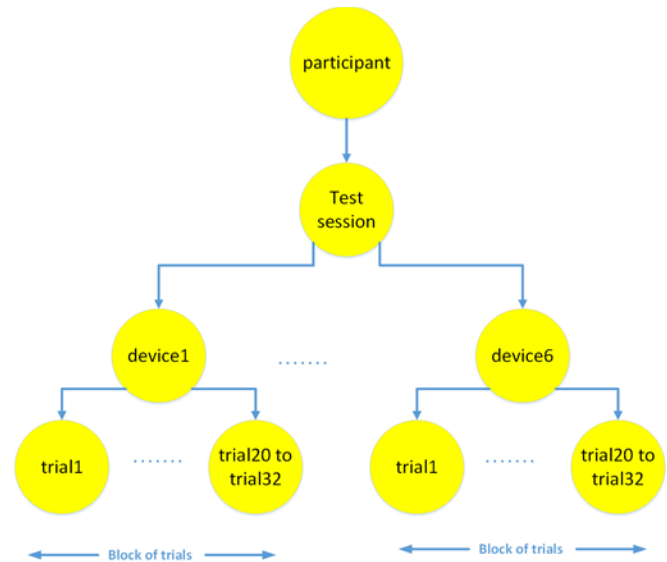 participant
Test
session
device1
.......
device6
trial1
.......
trial20 to
trial32
trial1
.......
trial20 to
trial32
Block of trials
Block of trials